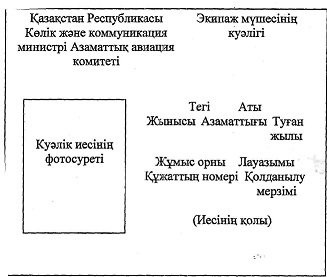 Қазақстан Республикасы
Көлік және коммуникация
министрі Азаматтық авиация
комитеті
Экипаж мүшесінің
куәлігі
Куәлік иесінің
фотосуреті
Тегі Аты
Жынысы Азаматтығы Туған
жылы
Жұмыс орны Лауазымы
Құжаттың номері Қолданылу
мерзімі
(Иесінің қолы)